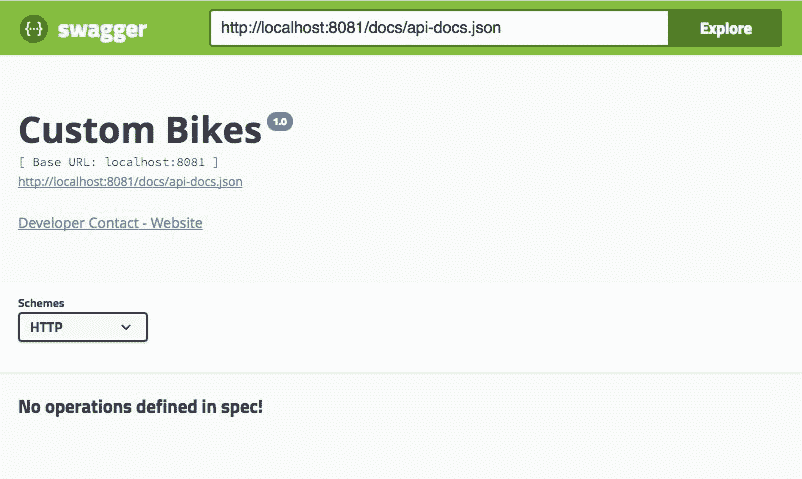 {···} swagger
http://localhost:8081/docs/api-docs.json
Explore
Custom Bikes 1.0
[ Base URL: localhost:8081 ]
http://localhost:8081/docs/api-docs.json
Developer Contact - Website
Schemes
HTTP
No operations defined in spec!